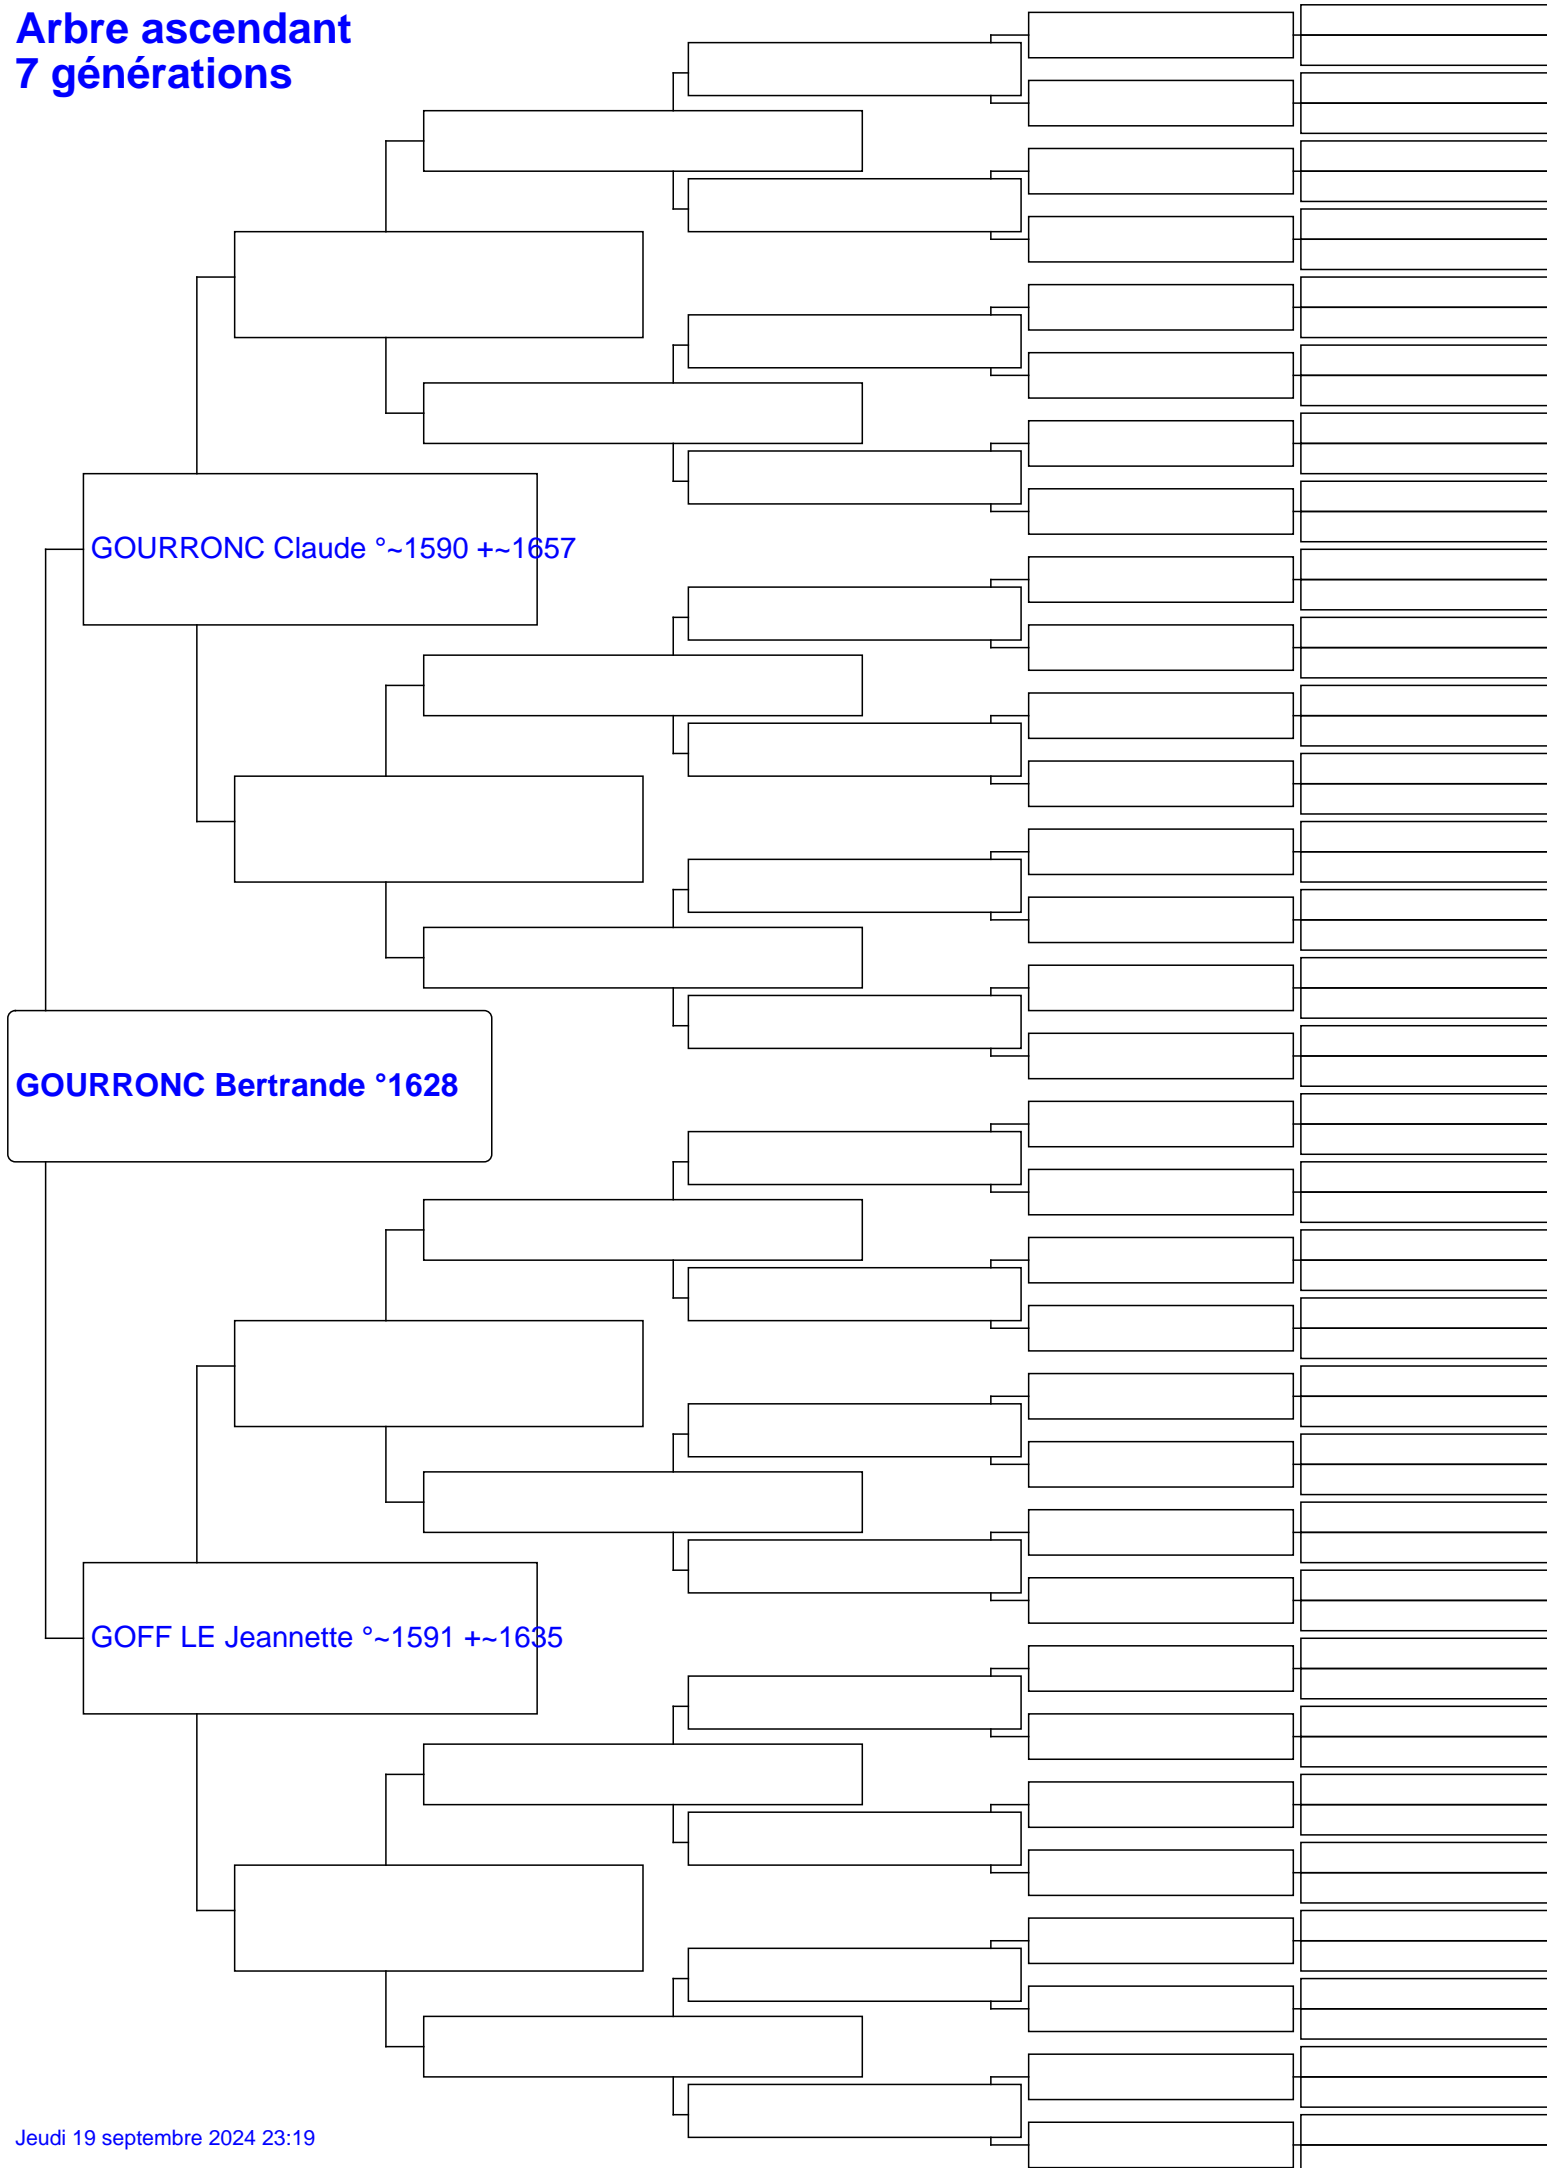 Arbre ascendant
7 générations
GOURRONC Claude °~1590 +~1657
GOURRONC Bertrande °1628
GOFF LE Jeannette °~1591 +~1635
Jeudi 19 septembre 2024 23:19